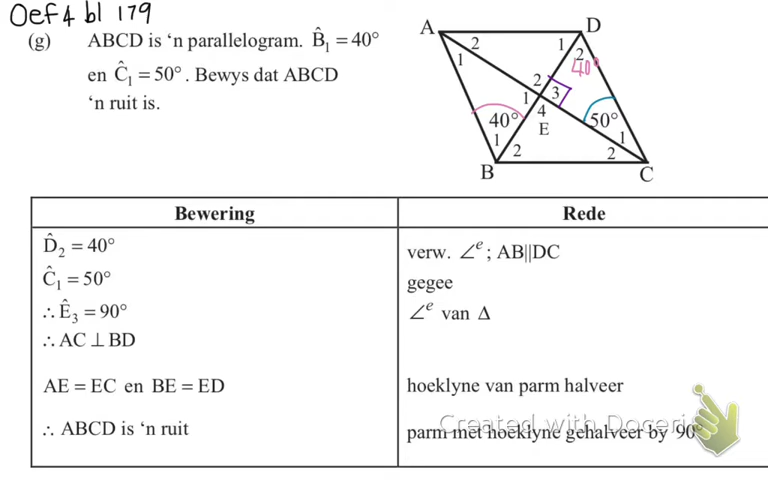 Oef 4 bl 179
(g) ABCD is ‘n parallelogram. B̂₁ = 40°
en Ĉ₁ = 50°. Bewys dat ABCD
‘n ruit is.
A
D
2
1
1
2
40°
2
1
3
4
E
40°
50°
1
1
2
2
B
C
Bewering
Rede
D̂₂ = 40°
verw. ∠ᵉ; AB||DC
Ĉ₁ = 50°
gegee
∴ Ê₃ = 90°
∠ᵉ van Δ
∴ AC ⊥ BD
AE = EC en BE = ED
hoeklyne van parm halveer
∴ ABCD is ‘n ruit
parm met hoeklyne gehalveer by 90°
Created with Doceri